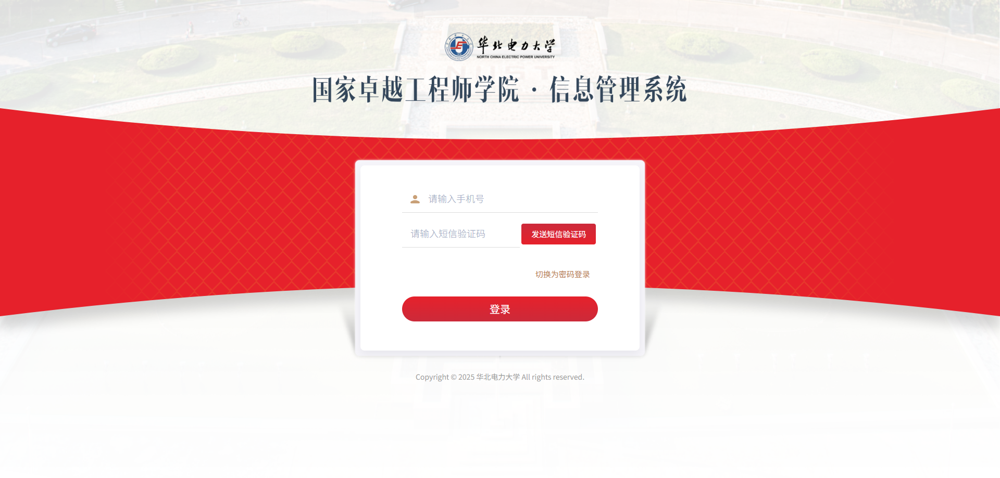 华北电力大学
NORTH CHINA ELECTRIC POWER UNIVERSITY
国家卓越工程师学院 · 信息管理系统
请输入手机号
请输入短信验证码
发送短信验证码
切换为密码登录
登录
Copyright © 2025 华北电力大学 All rights reserved.